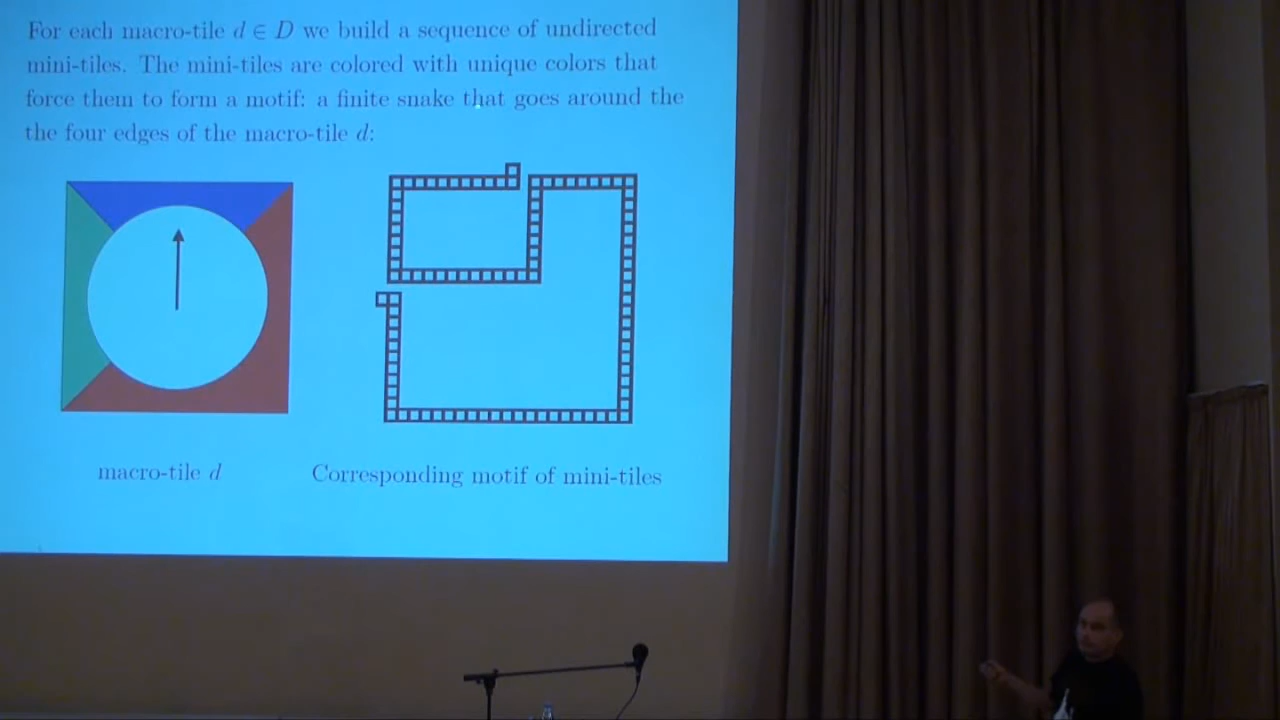 For each macro-tile d ∈ D we build a sequence of undirected
mini-tiles. The mini-tiles are colored with unique colors that
force them to form a motif: a finite snake that goes around the
the four edges of the macro-tile d:
macro-tile d
Corresponding motif of mini-tiles